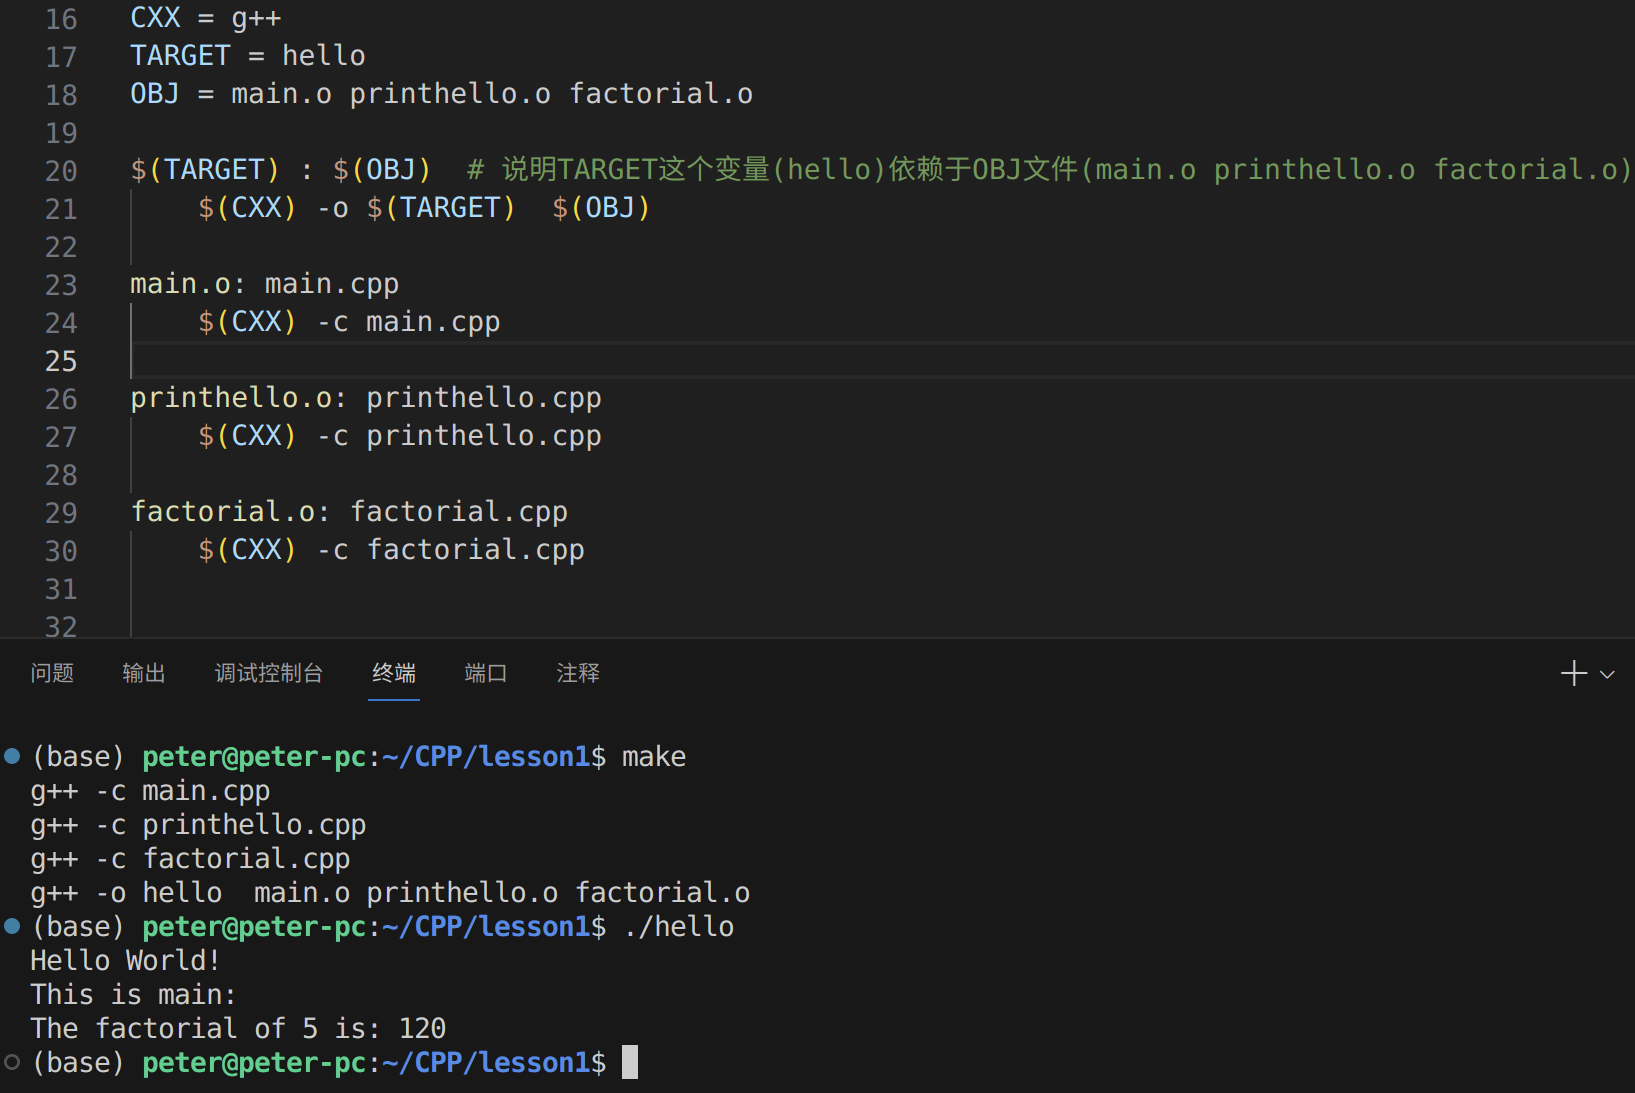 16 CXX = g++
17 TARGET = hello
18 OBJ = main.o printhello.o factorial.o
19
20 $(TARGET) : $(OBJ)  # 说明TARGET这个变量(hello)依赖于OBJ文件(main.o printhello.o factorial.o)
21     $(CXX) -o $(TARGET)  $(OBJ)
22
23 main.o: main.cpp
24     $(CXX) -c main.cpp
25
26 printhello.o: printhello.cpp
27     $(CXX) -c printhello.cpp
28
29 factorial.o: factorial.cpp
30     $(CXX) -c factorial.cpp
31
32
问题 输出 调试控制台 终端 端口 注释
(base) peter@peter-pc:~/CPP/lesson1$ make
g++ -c main.cpp
g++ -c printhello.cpp
g++ -c factorial.cpp
g++ -o hello  main.o printhello.o factorial.o
(base) peter@peter-pc:~/CPP/lesson1$ ./hello
Hello World!
This is main:
The factorial of 5 is: 120
(base) peter@peter-pc:~/CPP/lesson1$